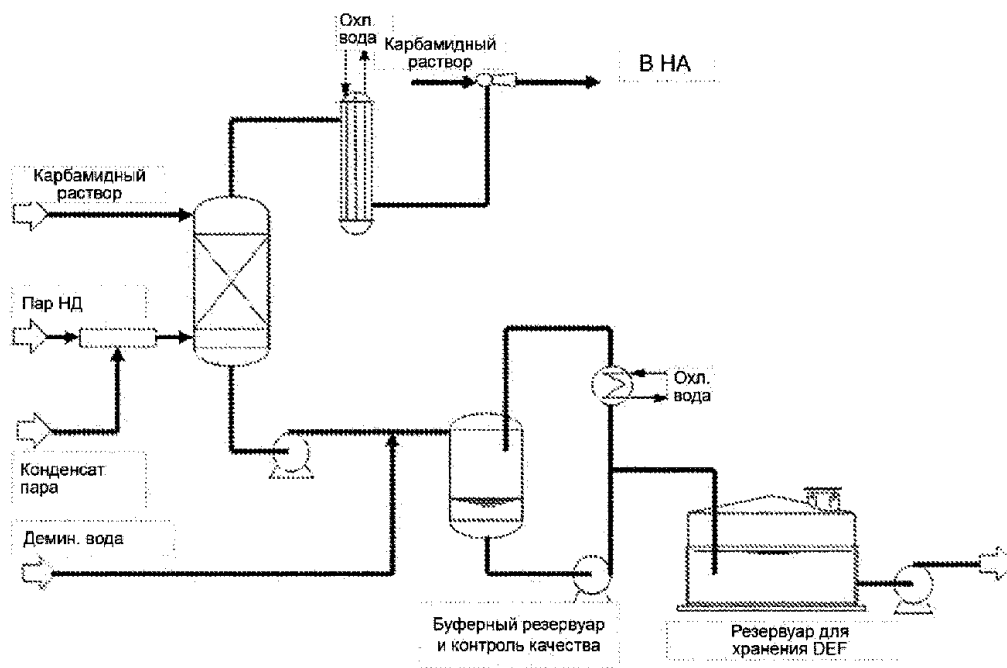 Охл.
вода
Карбамидный
раствор
В НА
Карбамидный
раствор
Пар НД
Охл.
вода
Конденсат
пара
Демин. вода
Буферный резервуар
и контроль качества
Резервуар для
хранения DEF